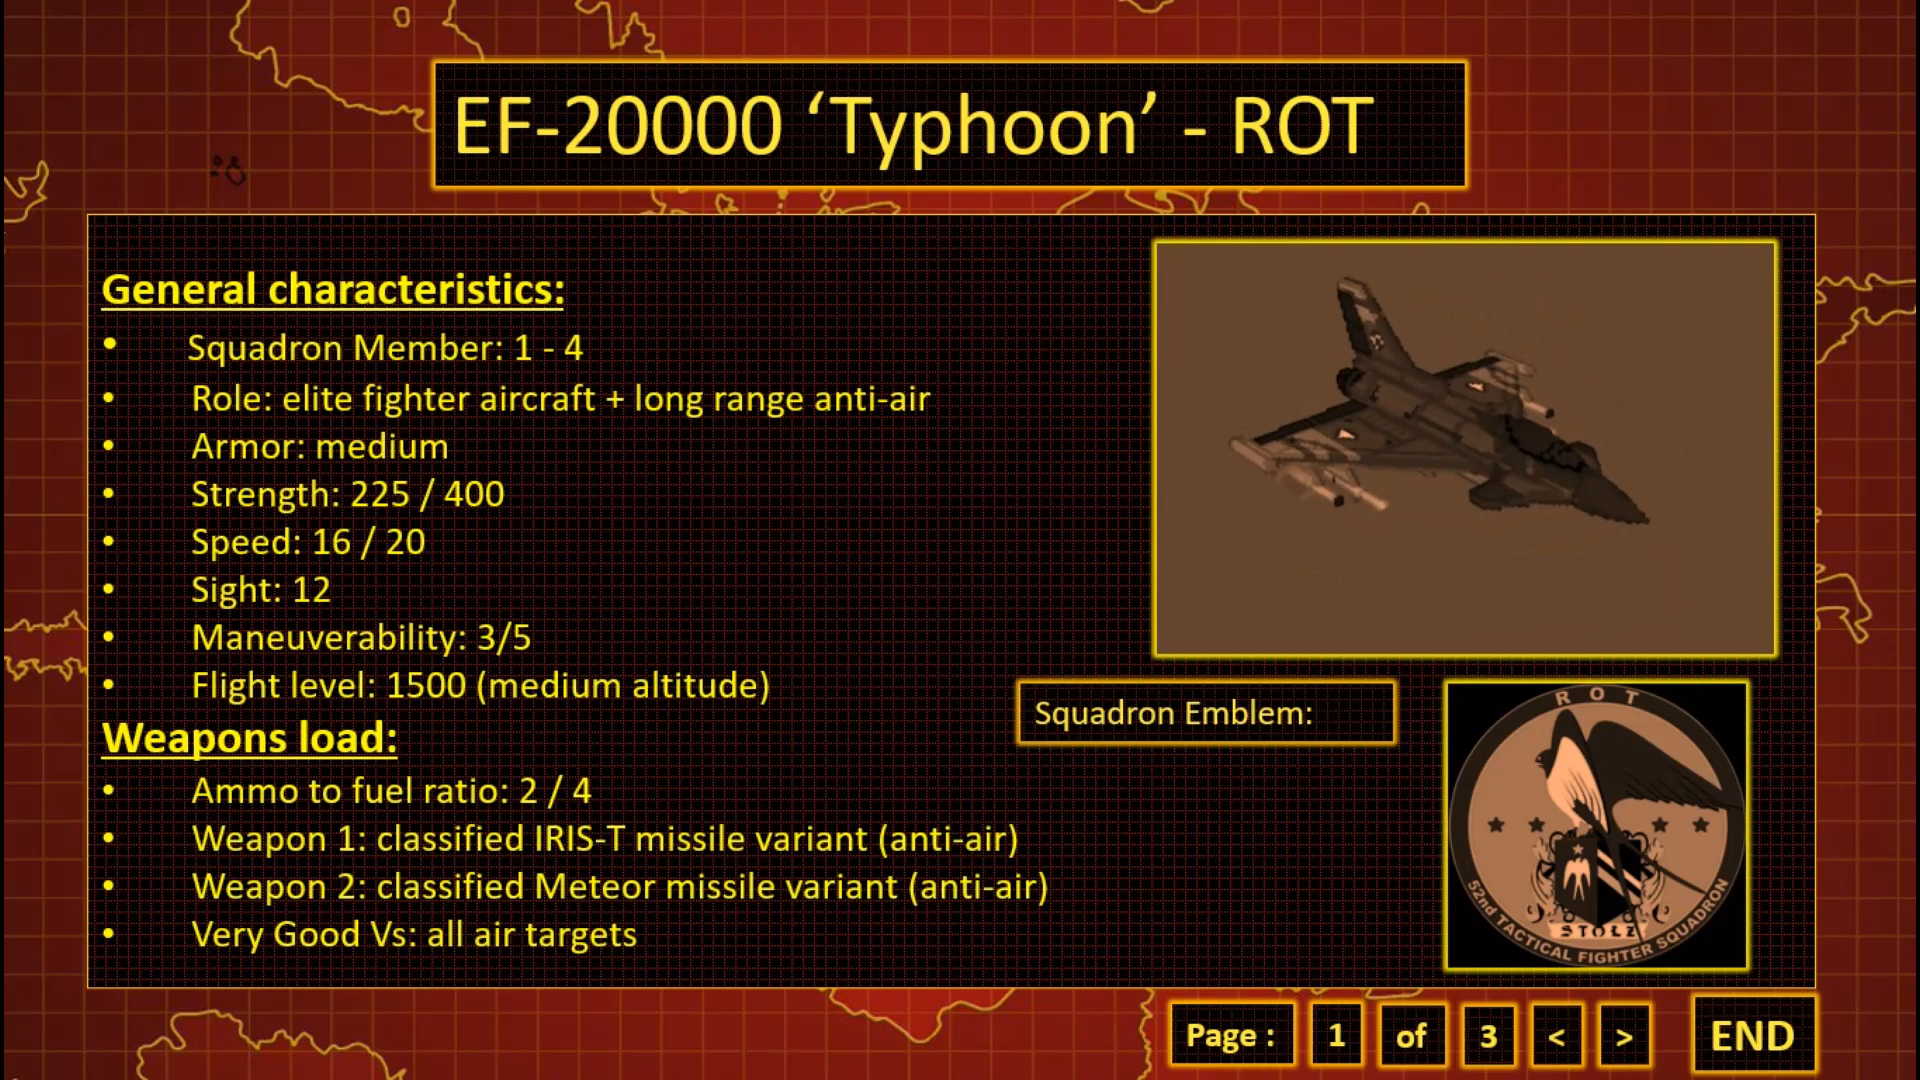 EF-20000 ‘Typhoon’ - ROT
General characteristics:
• Squadron Member: 1 - 4
• Role: elite fighter aircraft + long range anti-air
• Armor: medium
• Strength: 225 / 400
• Speed: 16 / 20
• Sight: 12
• Maneuverability: 3/5
• Flight level: 1500 (medium altitude)
Weapons load:
• Ammo to fuel ratio: 2 / 4
• Weapon 1: classified IRIS-T missile variant (anti-air)
• Weapon 2: classified Meteor missile variant (anti-air)
• Very Good Vs: all air targets
Squadron Emblem:
ROT
STOLZ
52nd TACTICAL FIGHTER SQUADRON
Page : 1 of 3 < > END